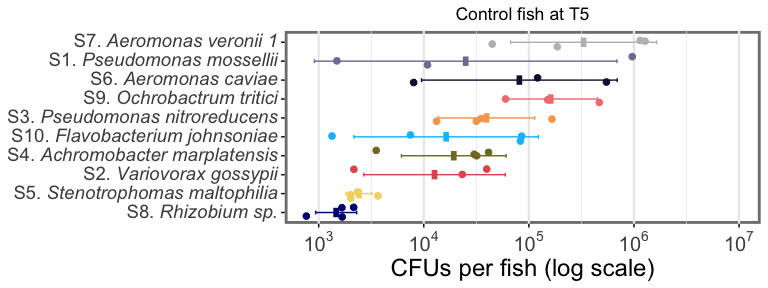 Control fish at T5
S7. Aeromonas veronii 1
S1. Pseudomonas mossellii
S6. Aeromonas caviae
S9. Ochrobactrum tritici
S3. Pseudomonas nitroreducens
S10. Flavobacterium johnsoniae
S4. Achromobacter marplatensis
S2. Variovorax gossypii
S5. Stenotrophomas maltophilia
S8. Rhizobium sp.
10³ 10⁴ 10⁵ 10⁶ 10⁷
CFUs per fish (log scale)